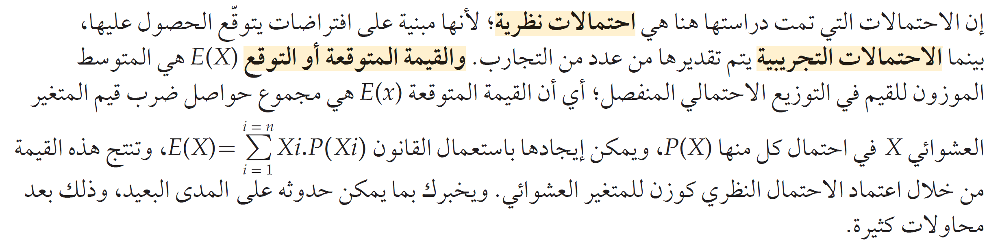 إن الاحتمالات التي تمت دراستها هنا هي احتمالات نظرية؛ لأنها مبنية على افتراضات يتوقّع الحصول عليها،
بينما الاحتمالات التجريبية يتم تقديرها من عدد من التجارب. والقيمة المتوقعة أو التوقع E(X) هي المتوسط
الموزون للقيم في التوزيع الاحتمالي المنفصل؛ أي أن القيمة المتوقعة E(x) هي مجموع حواصل ضرب قيم المتغير
العشوائي X في احتمال كل منها P(X)، ويمكن إيجادها باستعمال القانون E(X)= \sum_{i = 1}^{i = n} Xi.P(Xi)، وتنتج هذه القيمة
من خلال اعتماد الاحتمال النظري كوزن للمتغير العشوائي. ويخبرك بما يمكن حدوثه على المدى البعيد، وذلك بعد
محاولات كثيرة.